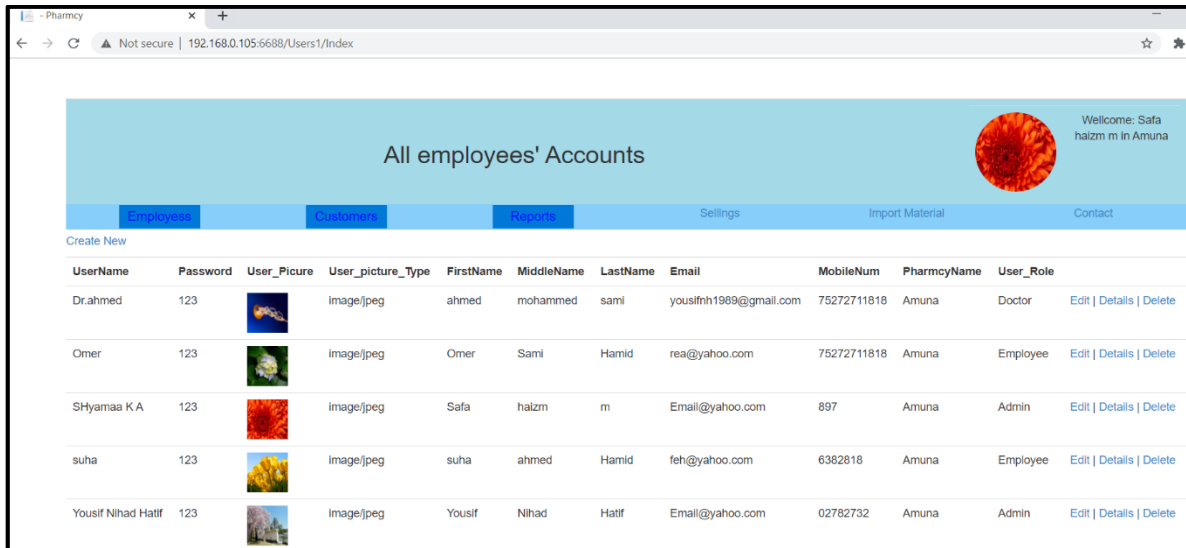 - Pharmcy
Not secure | 192.168.0.105:6688/Users1/Index
All employees' Accounts
Wellcome: Safa
haizm m in Amuna
Employess Customers Reports Sellings Import Material Contact
Create New
UserName Password User_Picure User_picture_Type FirstName MiddleName LastName Email MobileNum PharmcyName User_Role
Dr.ahmed 123 image/jpeg ahmed mohammed sami yousifnh1989@gmail.com 75272711818 Amuna Doctor Edit | Details | Delete
Omer 123 image/jpeg Omer Sami Hamid rea@yahoo.com 75272711818 Amuna Employee Edit | Details | Delete
SHyamaa K A 123 image/jpeg Safa haizm m Email@yahoo.com 897 Amuna Admin Edit | Details | Delete
suha 123 image/jpeg suha ahmed Hamid feh@yahoo.com 6382818 Amuna Employee Edit | Details | Delete
Yousif Nihad Hatif 123 image/jpeg Yousif Nihad Hatif Email@yahoo.com 02782732 Amuna Admin Edit | Details | Delete